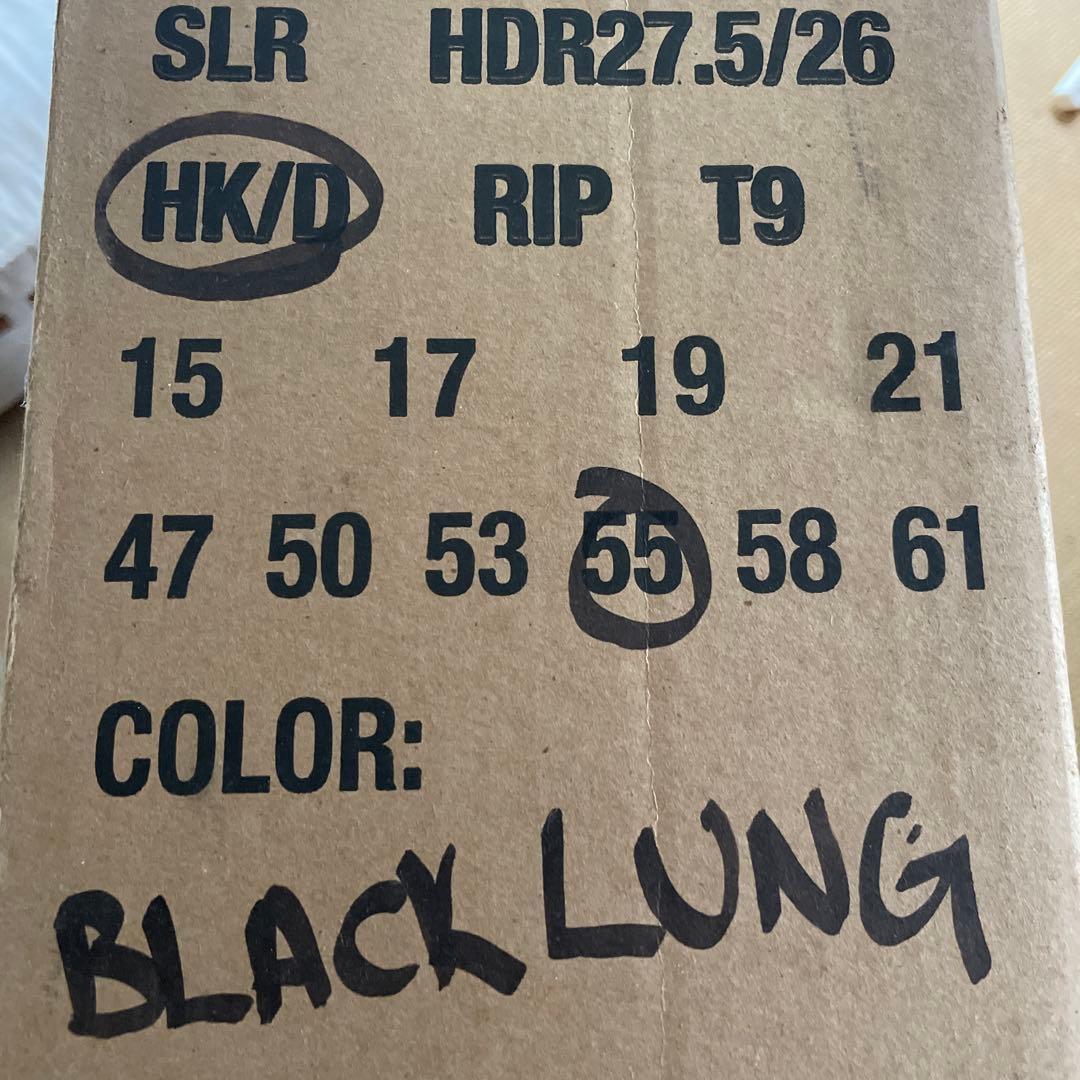 SLR HDR27.5/26
HK/D RIP T9
15 17 19 21
47 50 53 55 58 61
COLOR:
BLACK LUNG